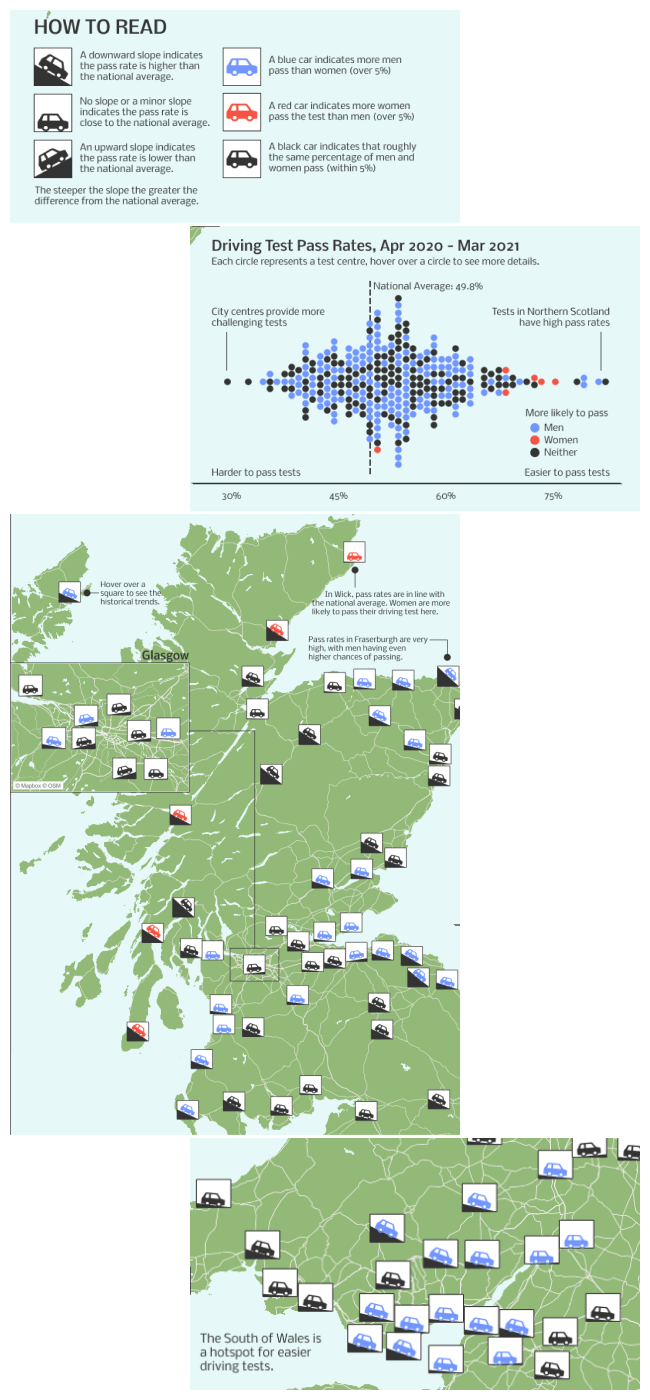 HOW TO READ
A downward slope indicates
the pass rate is higher than
the national average.
A blue car indicates more men
pass than women (over 5%)
No slope or a minor slope
indicates the pass rate is
close to the national average.
A red car indicates more women
pass the test than men (over 5%)
An upward slope indicates
the pass rate is lower than
the national average.
A black car indicates that roughly
the same percentage of men and
women pass (within 5%)
The steeper the slope the greater the
difference from the national average.
Driving Test Pass Rates, Apr 2020 - Mar 2021
Each circle represents a test centre, hover over a circle to see more details.
National Average: 49.8%
City centres provide more
challenging tests
Tests in Northern Scotland
have high pass rates
More likely to pass
Men
Women
Neither
Harder to pass tests
Easier to pass tests
30%
45%
60%
75%
Hover over a
square to see the
historical trends.
In Wick, pass rates are in line with
the national average. Women are more
likely to pass their driving test here.
Pass rates in Fraserburgh are very
high, with men having even
higher chances of passing.
Glasgow
© Mapbox © OSM
The South of Wales is
a hotspot for easier
driving tests.